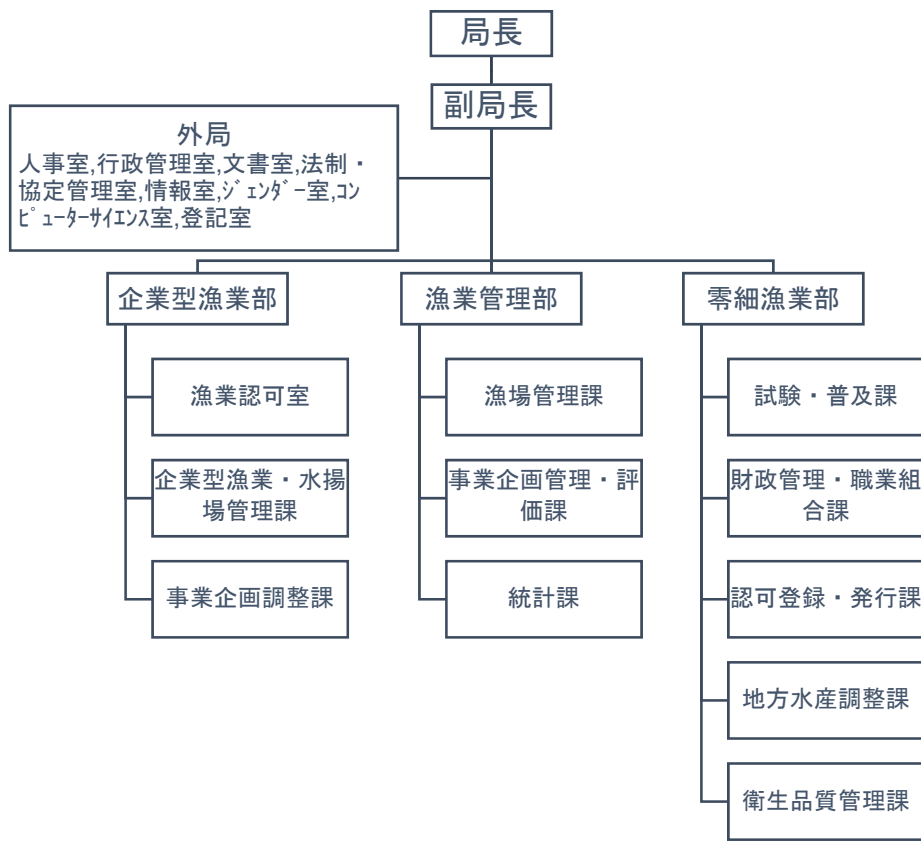 局長
副局長
外局
人事室,行政管理室,文書室,法制・
協定管理室,情報室,ｼﾞｪﾝﾀﾞｰ室,ｺﾝ
ﾋﾟｭｰﾀｰｻｲｴﾝｽ室,登記室
企業型漁業部
漁業管理部
零細漁業部
漁業認可室
漁場管理課
試験・普及課
企業型漁業・水揚
場管理課
事業企画管理・評
価課
財政管理・職業組
合課
事業企画調整課
統計課
認可登録・発行課
地方水産調整課
衛生品質管理課